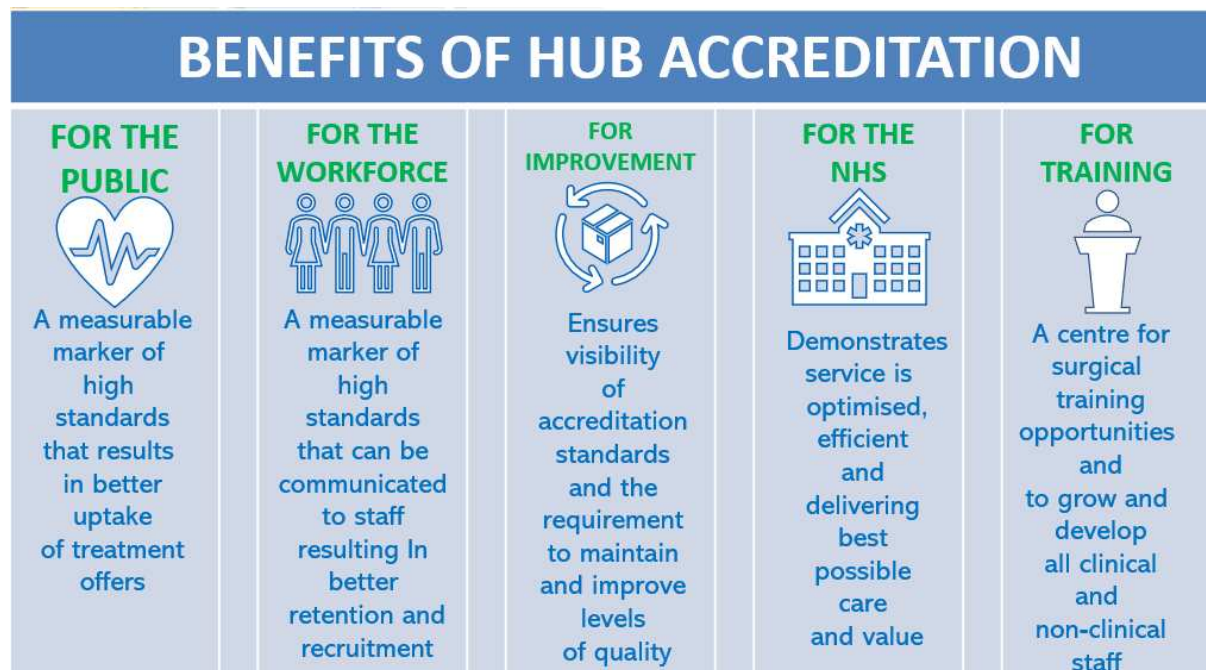 BENEFITS OF HUB ACCREDITATION
FOR THE
PUBLIC
A measurable
marker of
high
standards
that results
in better
uptake
of treatment
offers
FOR THE
WORKFORCE
A measurable
marker of
high
standards
that can be
communicated
to staff
resulting In
better
retention and
recruitment
FOR
IMPROVEMENT
Ensures
visibility
of
accreditation
standards
and the
requirement
to maintain
and improve
levels
of quality
FOR THE
NHS
Demonstrates
service is
optimised,
efficient
and
delivering
best
possible
care
and value
FOR
TRAINING
A centre for
surgical
training
opportunities
and
to grow and
develop
all clinical
and
non-clinical
staff